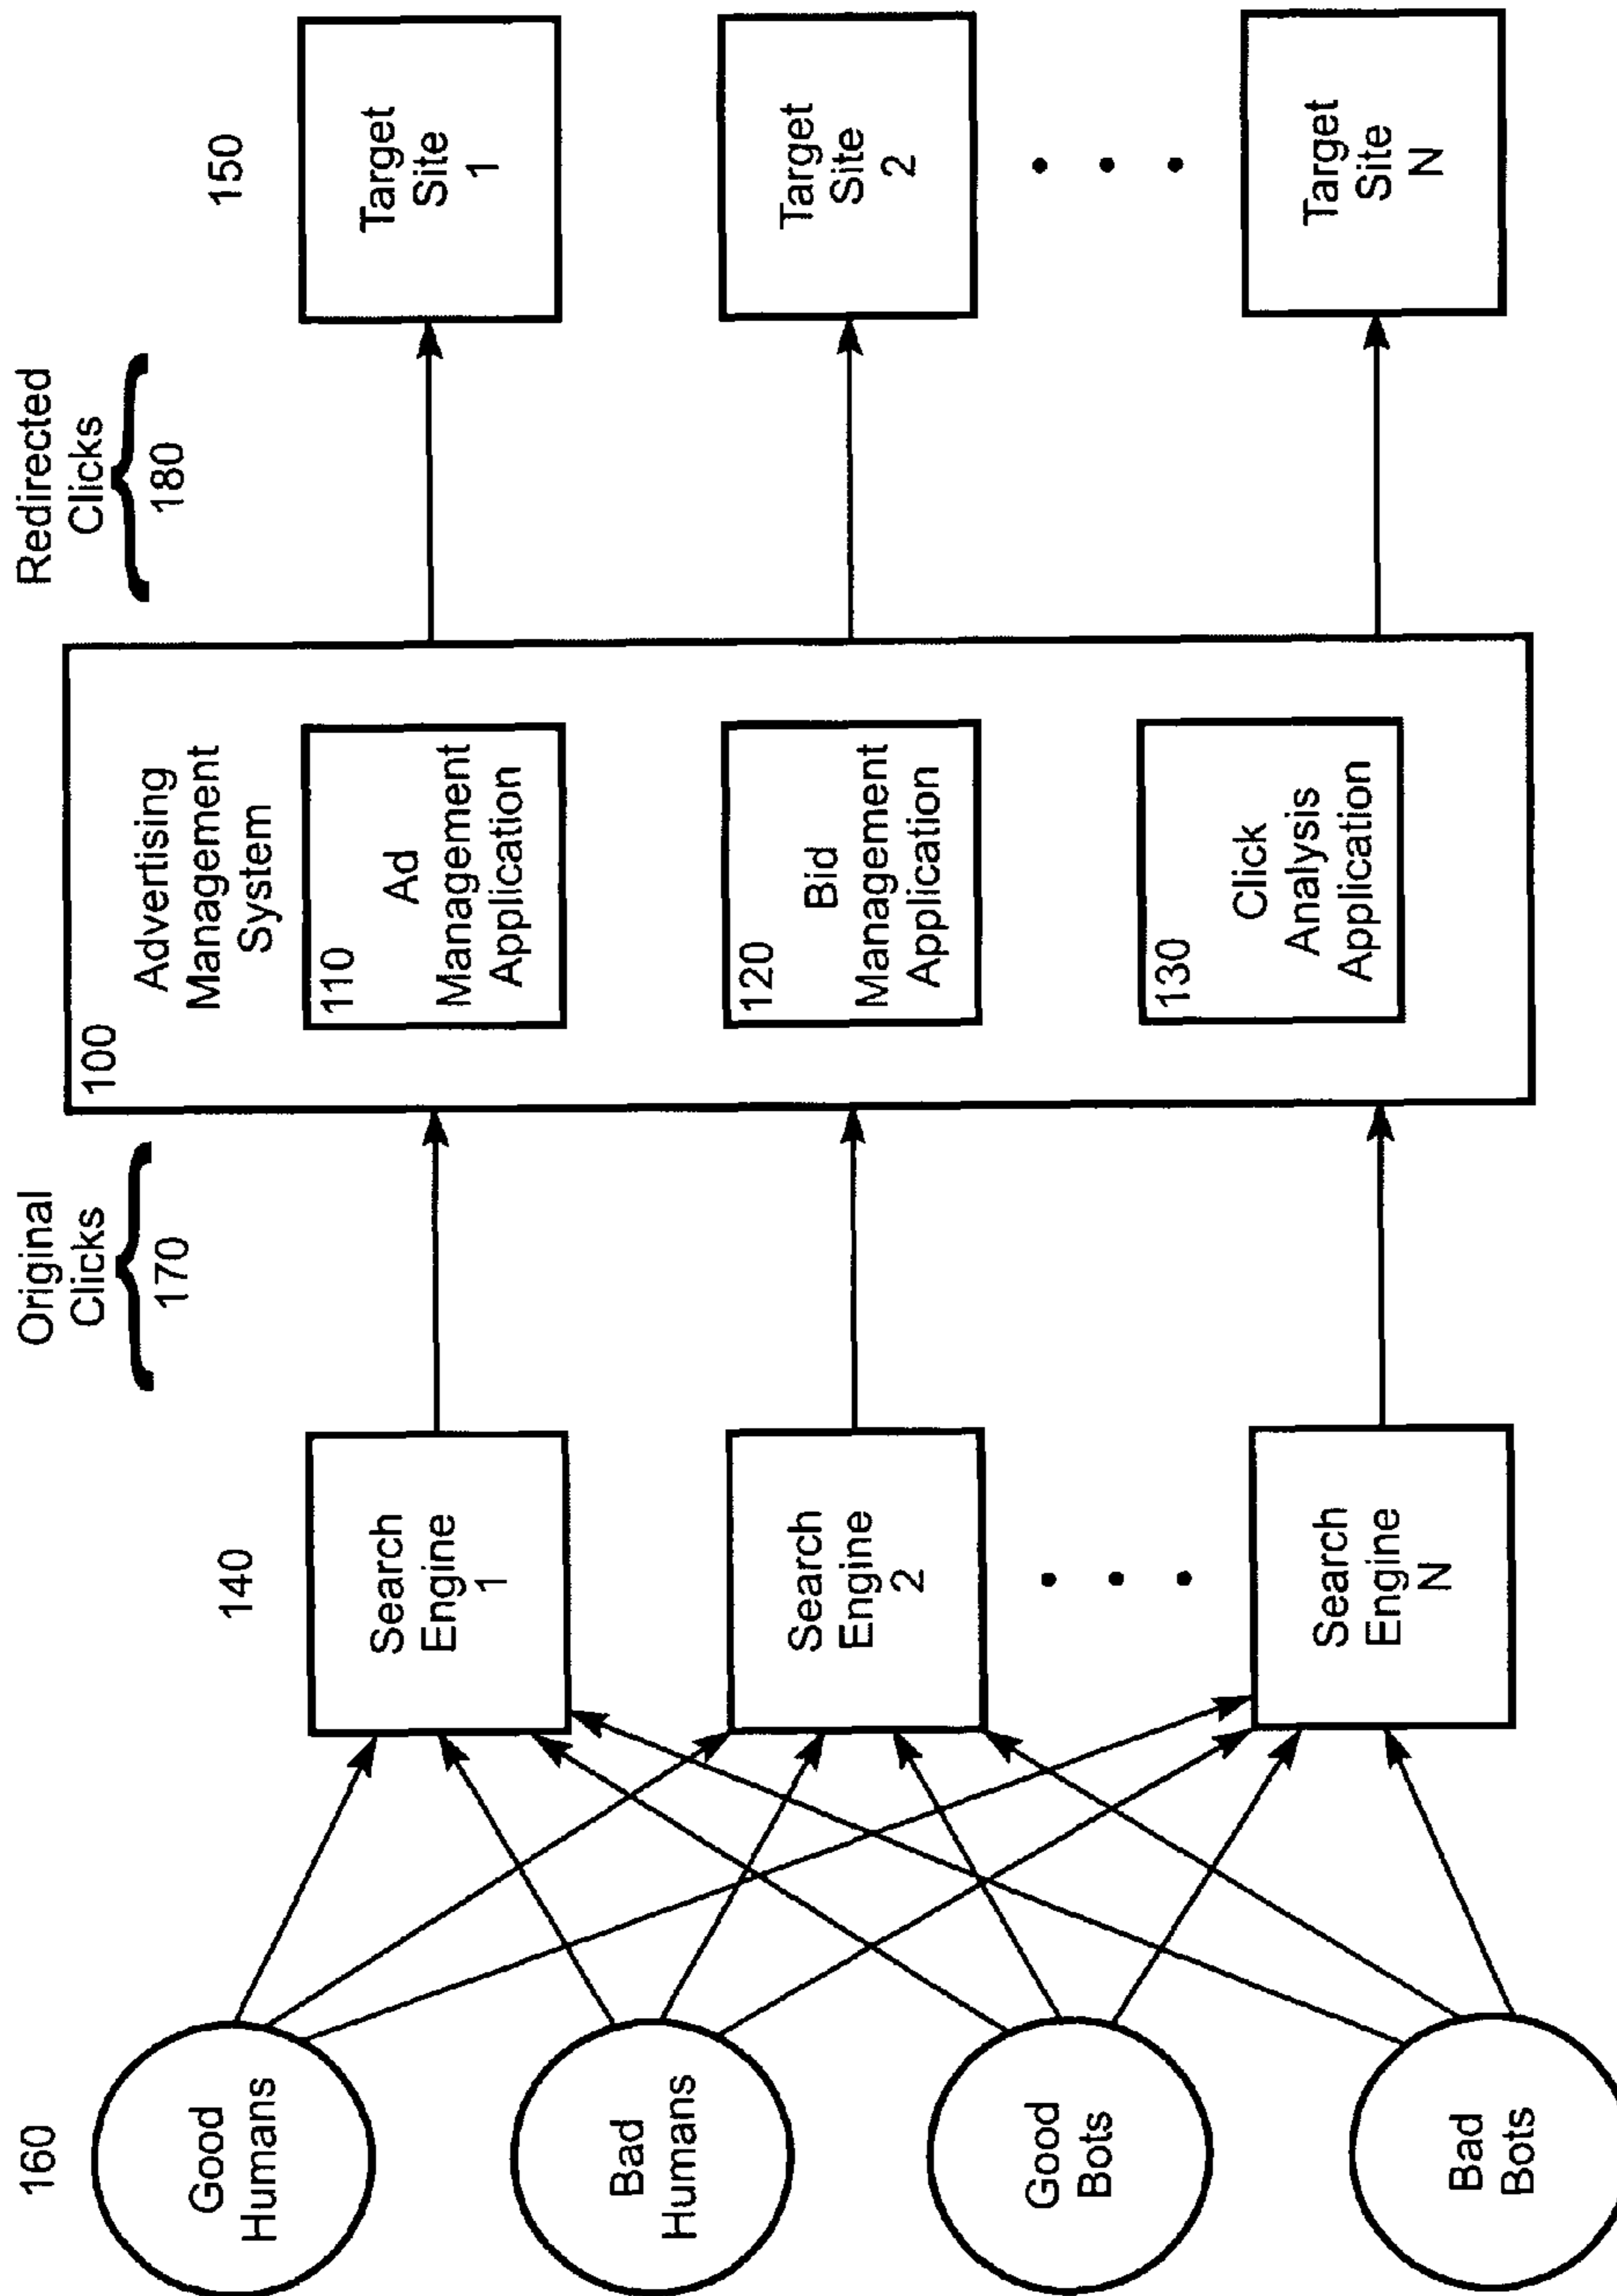 160
Good
Humans
Bad
Humans
Good
Bots
Bad
Bots
140
Search
Engine
1
Search
Engine
2
Search
Engine
N
Original
Clicks
170
100
Advertising
Management
System
110
Ad
Management
Application
120
Bid
Management
Application
130
Click
Analysis
Application
Redirected
Clicks
180
150
Target
Site
1
Target
Site
2
Target
Site
N